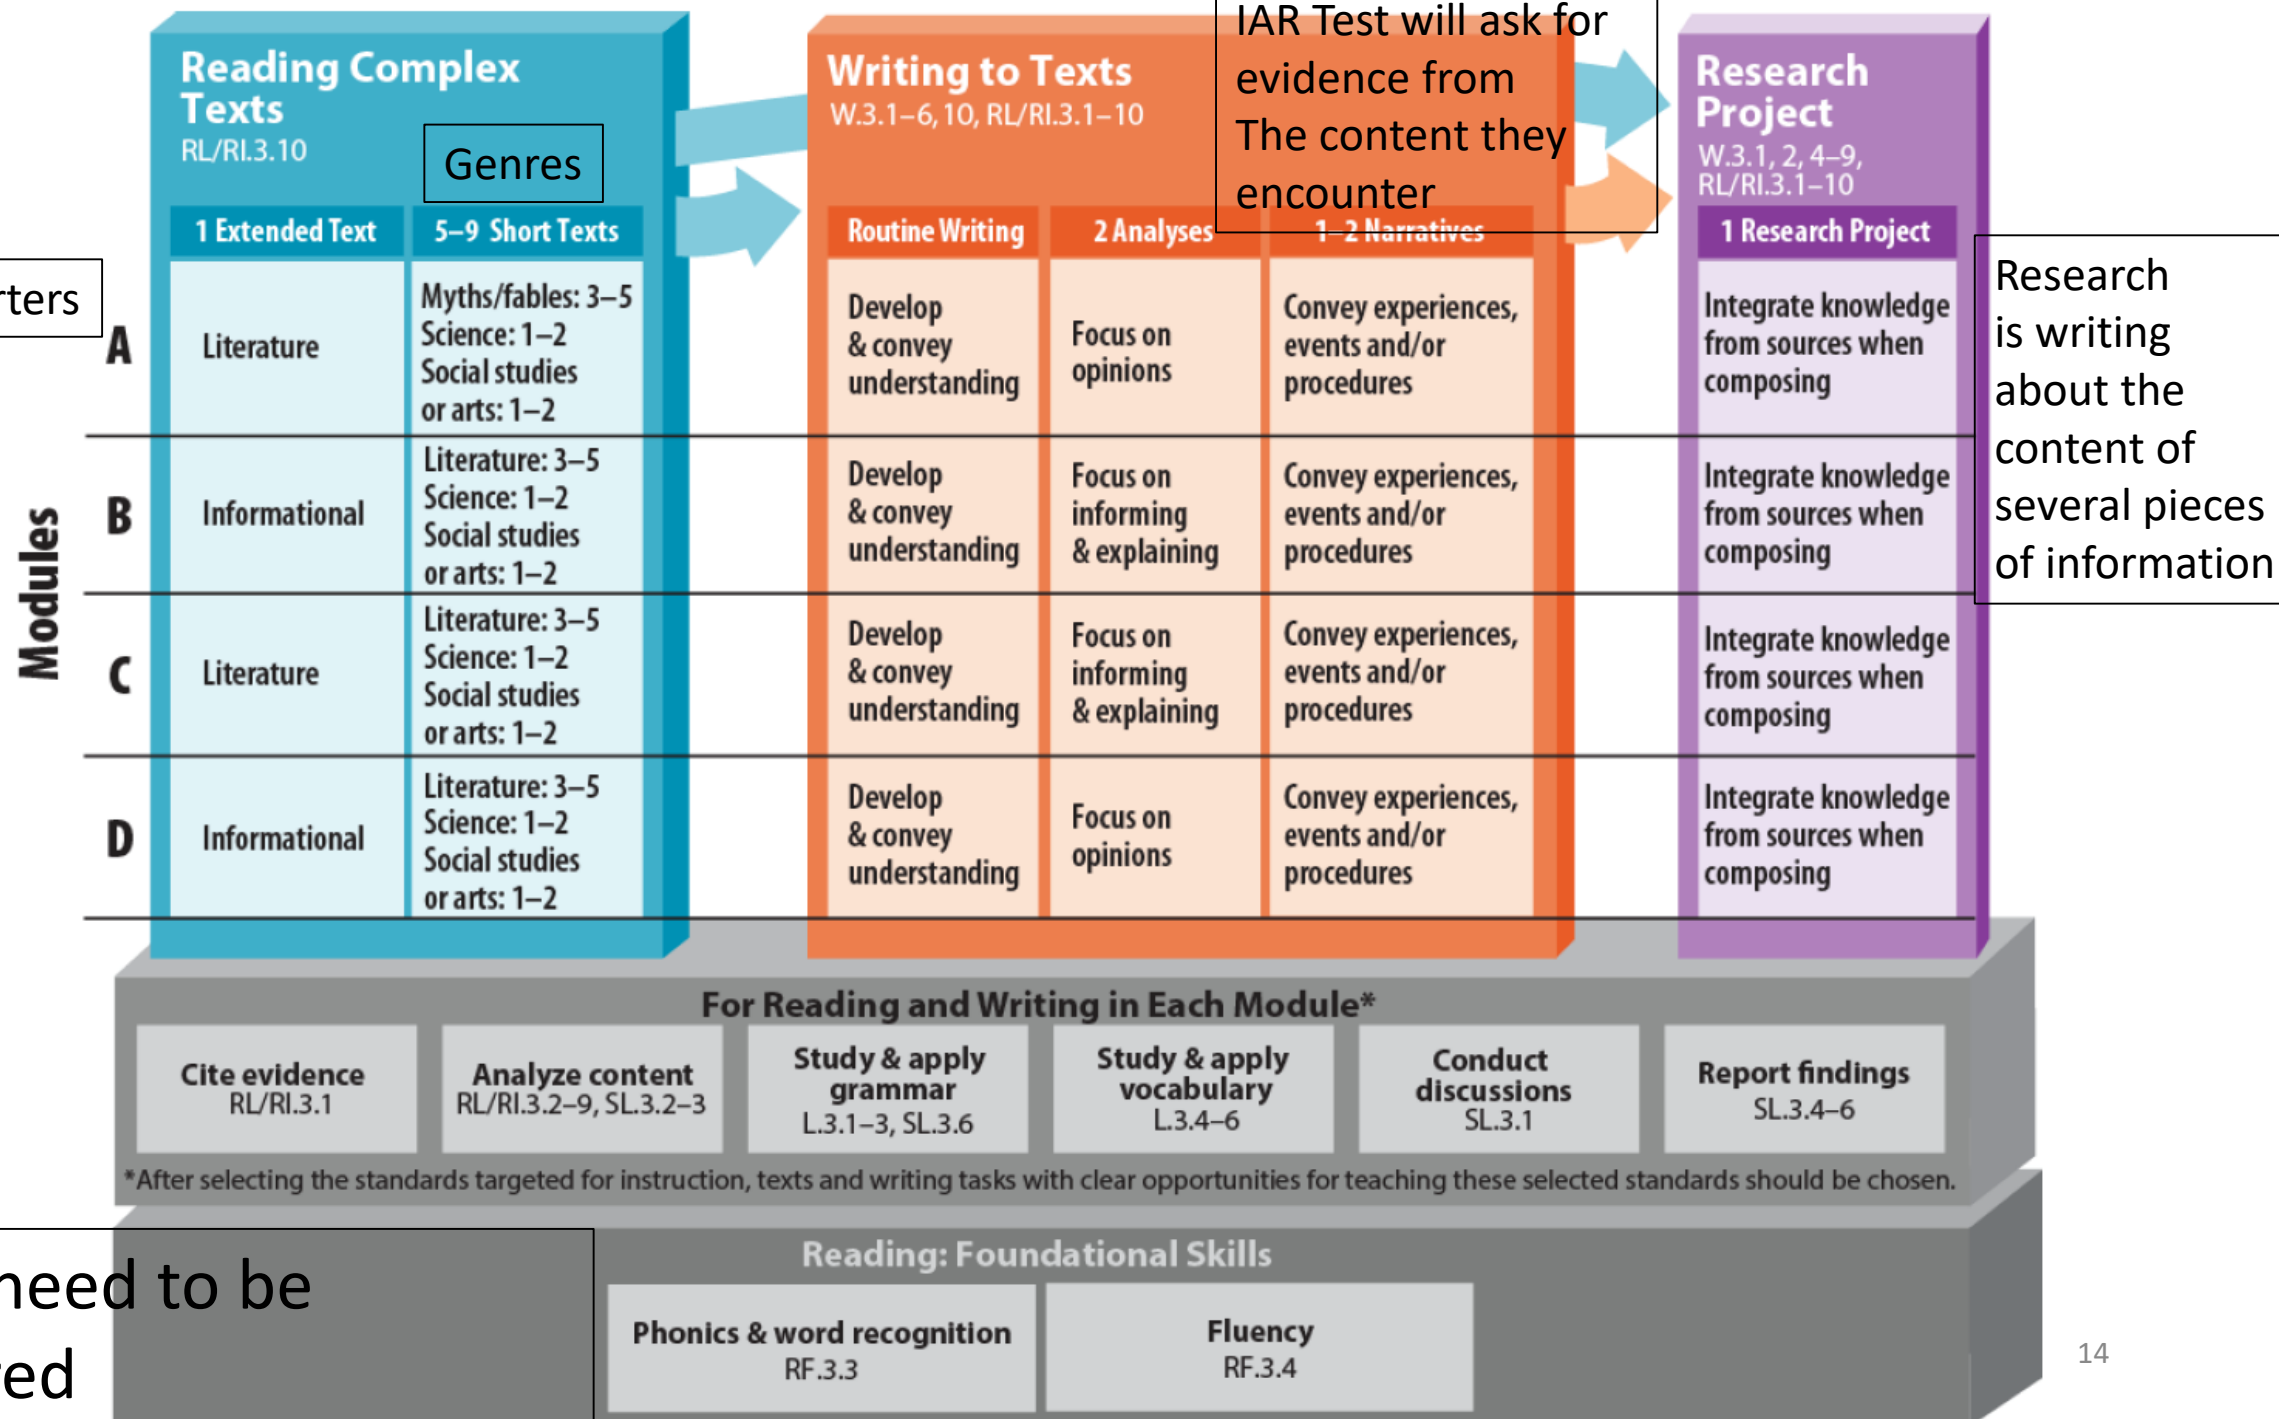 Reading Complex
Texts
RL/RI.3.10
Genres
1 Extended Text
5–9 Short Texts
Writing to Texts
W.3.1–6, 10, RL/RI.3.1–10
IAR Test will ask for
evidence from
The content they
encounter
Routine Writing
2 Analyses
1–2 Narratives
Research
Project
W.3.1, 2, 4–9,
RL/RI.3.1–10
1 Research Project
Research
is writing
about the
content of
several pieces
of information
rters
Modules
A
Literature
Myths/fables: 3–5
Science: 1–2
Social studies
or arts: 1–2
Develop
& convey
understanding
Focus on
opinions
Convey experiences,
events and/or
procedures
Integrate knowledge
from sources when
composing
B
Informational
Literature: 3–5
Science: 1–2
Social studies
or arts: 1–2
Develop
& convey
understanding
Focus on
informing
& explaining
Convey experiences,
events and/or
procedures
Integrate knowledge
from sources when
composing
C
Literature
Literature: 3–5
Science: 1–2
Social studies
or arts: 1–2
Develop
& convey
understanding
Focus on
informing
& explaining
Convey experiences,
events and/or
procedures
Integrate knowledge
from sources when
composing
D
Informational
Literature: 3–5
Science: 1–2
Social studies
or arts: 1–2
Develop
& convey
understanding
Focus on
opinions
Convey experiences,
events and/or
procedures
Integrate knowledge
from sources when
composing
For Reading and Writing in Each Module*
Cite evidence
RL/RI.3.1
Analyze content
RL/RI.3.2–9, SL.3.2–3
Study & apply
grammar
L.3.1–3, SL.3.6
Study & apply
vocabulary
L.3.4–6
Conduct
discussions
SL.3.1
Report findings
SL.3.4–6
*After selecting the standards targeted for instruction, texts and writing tasks with clear opportunities for teaching these selected standards should be chosen.
Reading: Foundational Skills
need to be
red
Phonics & word recognition
RF.3.3
Fluency
RF.3.4
14